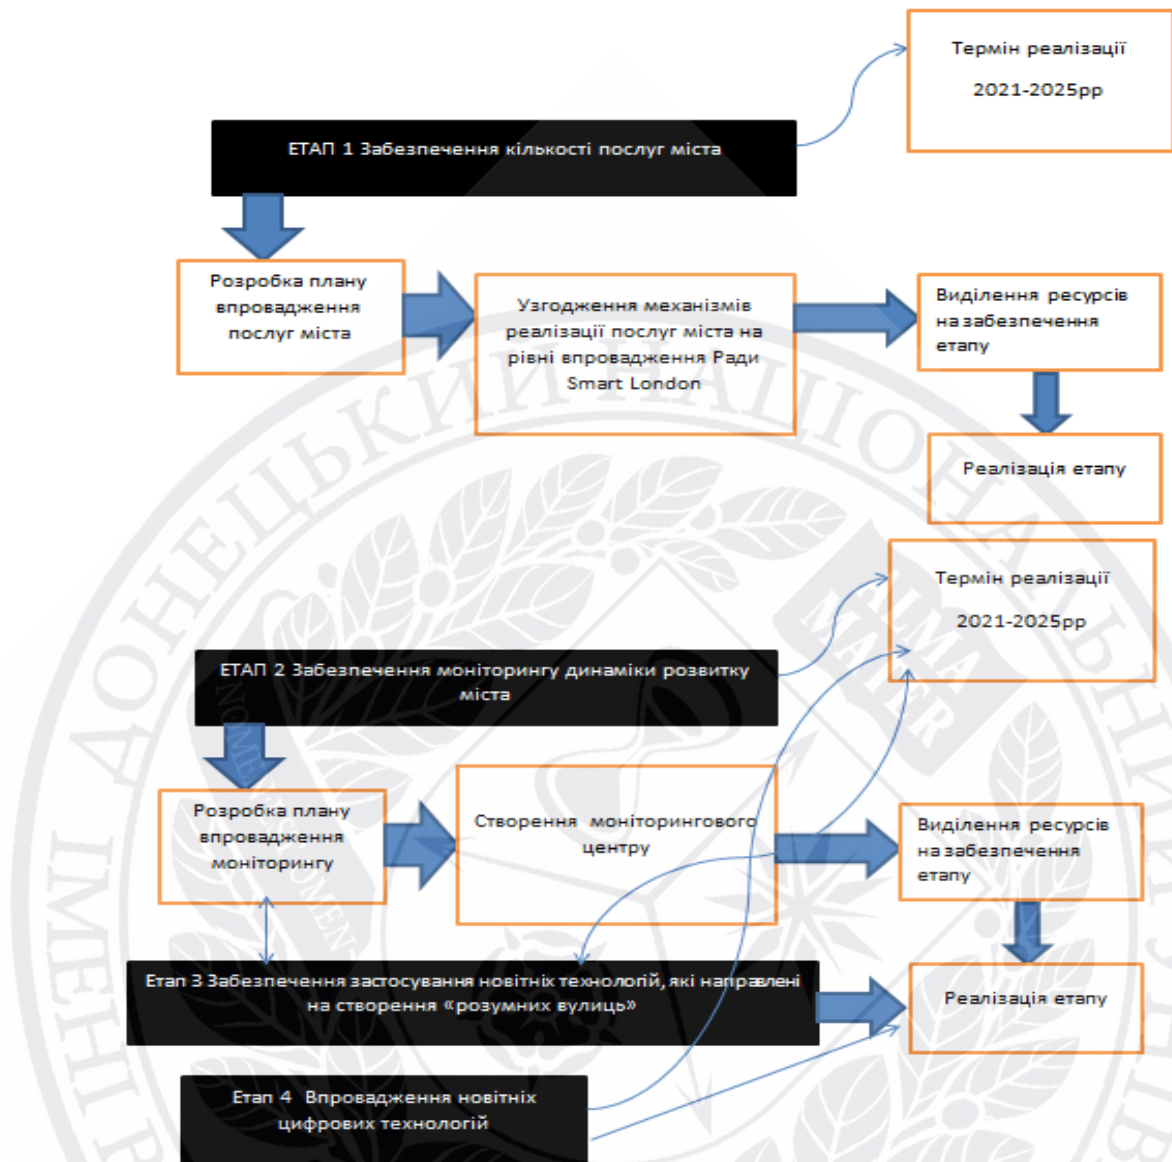 Термін реалізації
2021-2025рр
ЕТАП 1 Забезпечення кількості послуг міста
Розробка плану
впровадження
послуг міста
Узгодження механізмів
реалізації послуг міста на
рівні впровадження Ради
Smart London
Виділення ресурсів
на забезпечення
етапу
Реалізація етапу
Термін реалізації
2021-2025рр
ЕТАП 2 Забезпечення моніторингу динаміки розвитку
міста
Розробка плану
впровадження
моніторингу
Створення моніторингового
центру
Виділення ресурсів
на забезпечення
етапу
Етап 3 Забезпечення застосування новітніх технологій, які направлені
на створення «розумних вулиць»
Реалізація етапу
Етап 4 Впровадження новітніх
цифрових технологій
ДОНЕЦЬКИЙ НАЦІОНАЛЬНИЙ
ALMA
MATER